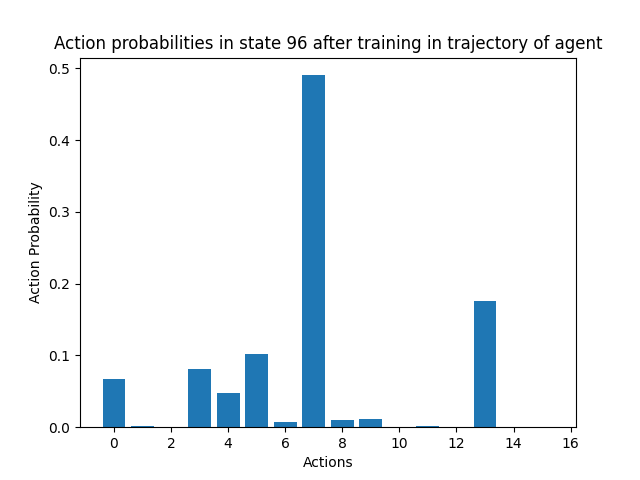 Action probabilities in state 96 after training in trajectory of agent
0.5
0.4
0.3
0.2
0.1
0.0
Action Probability
0 2 4 6 8 10 12 14 16
Actions